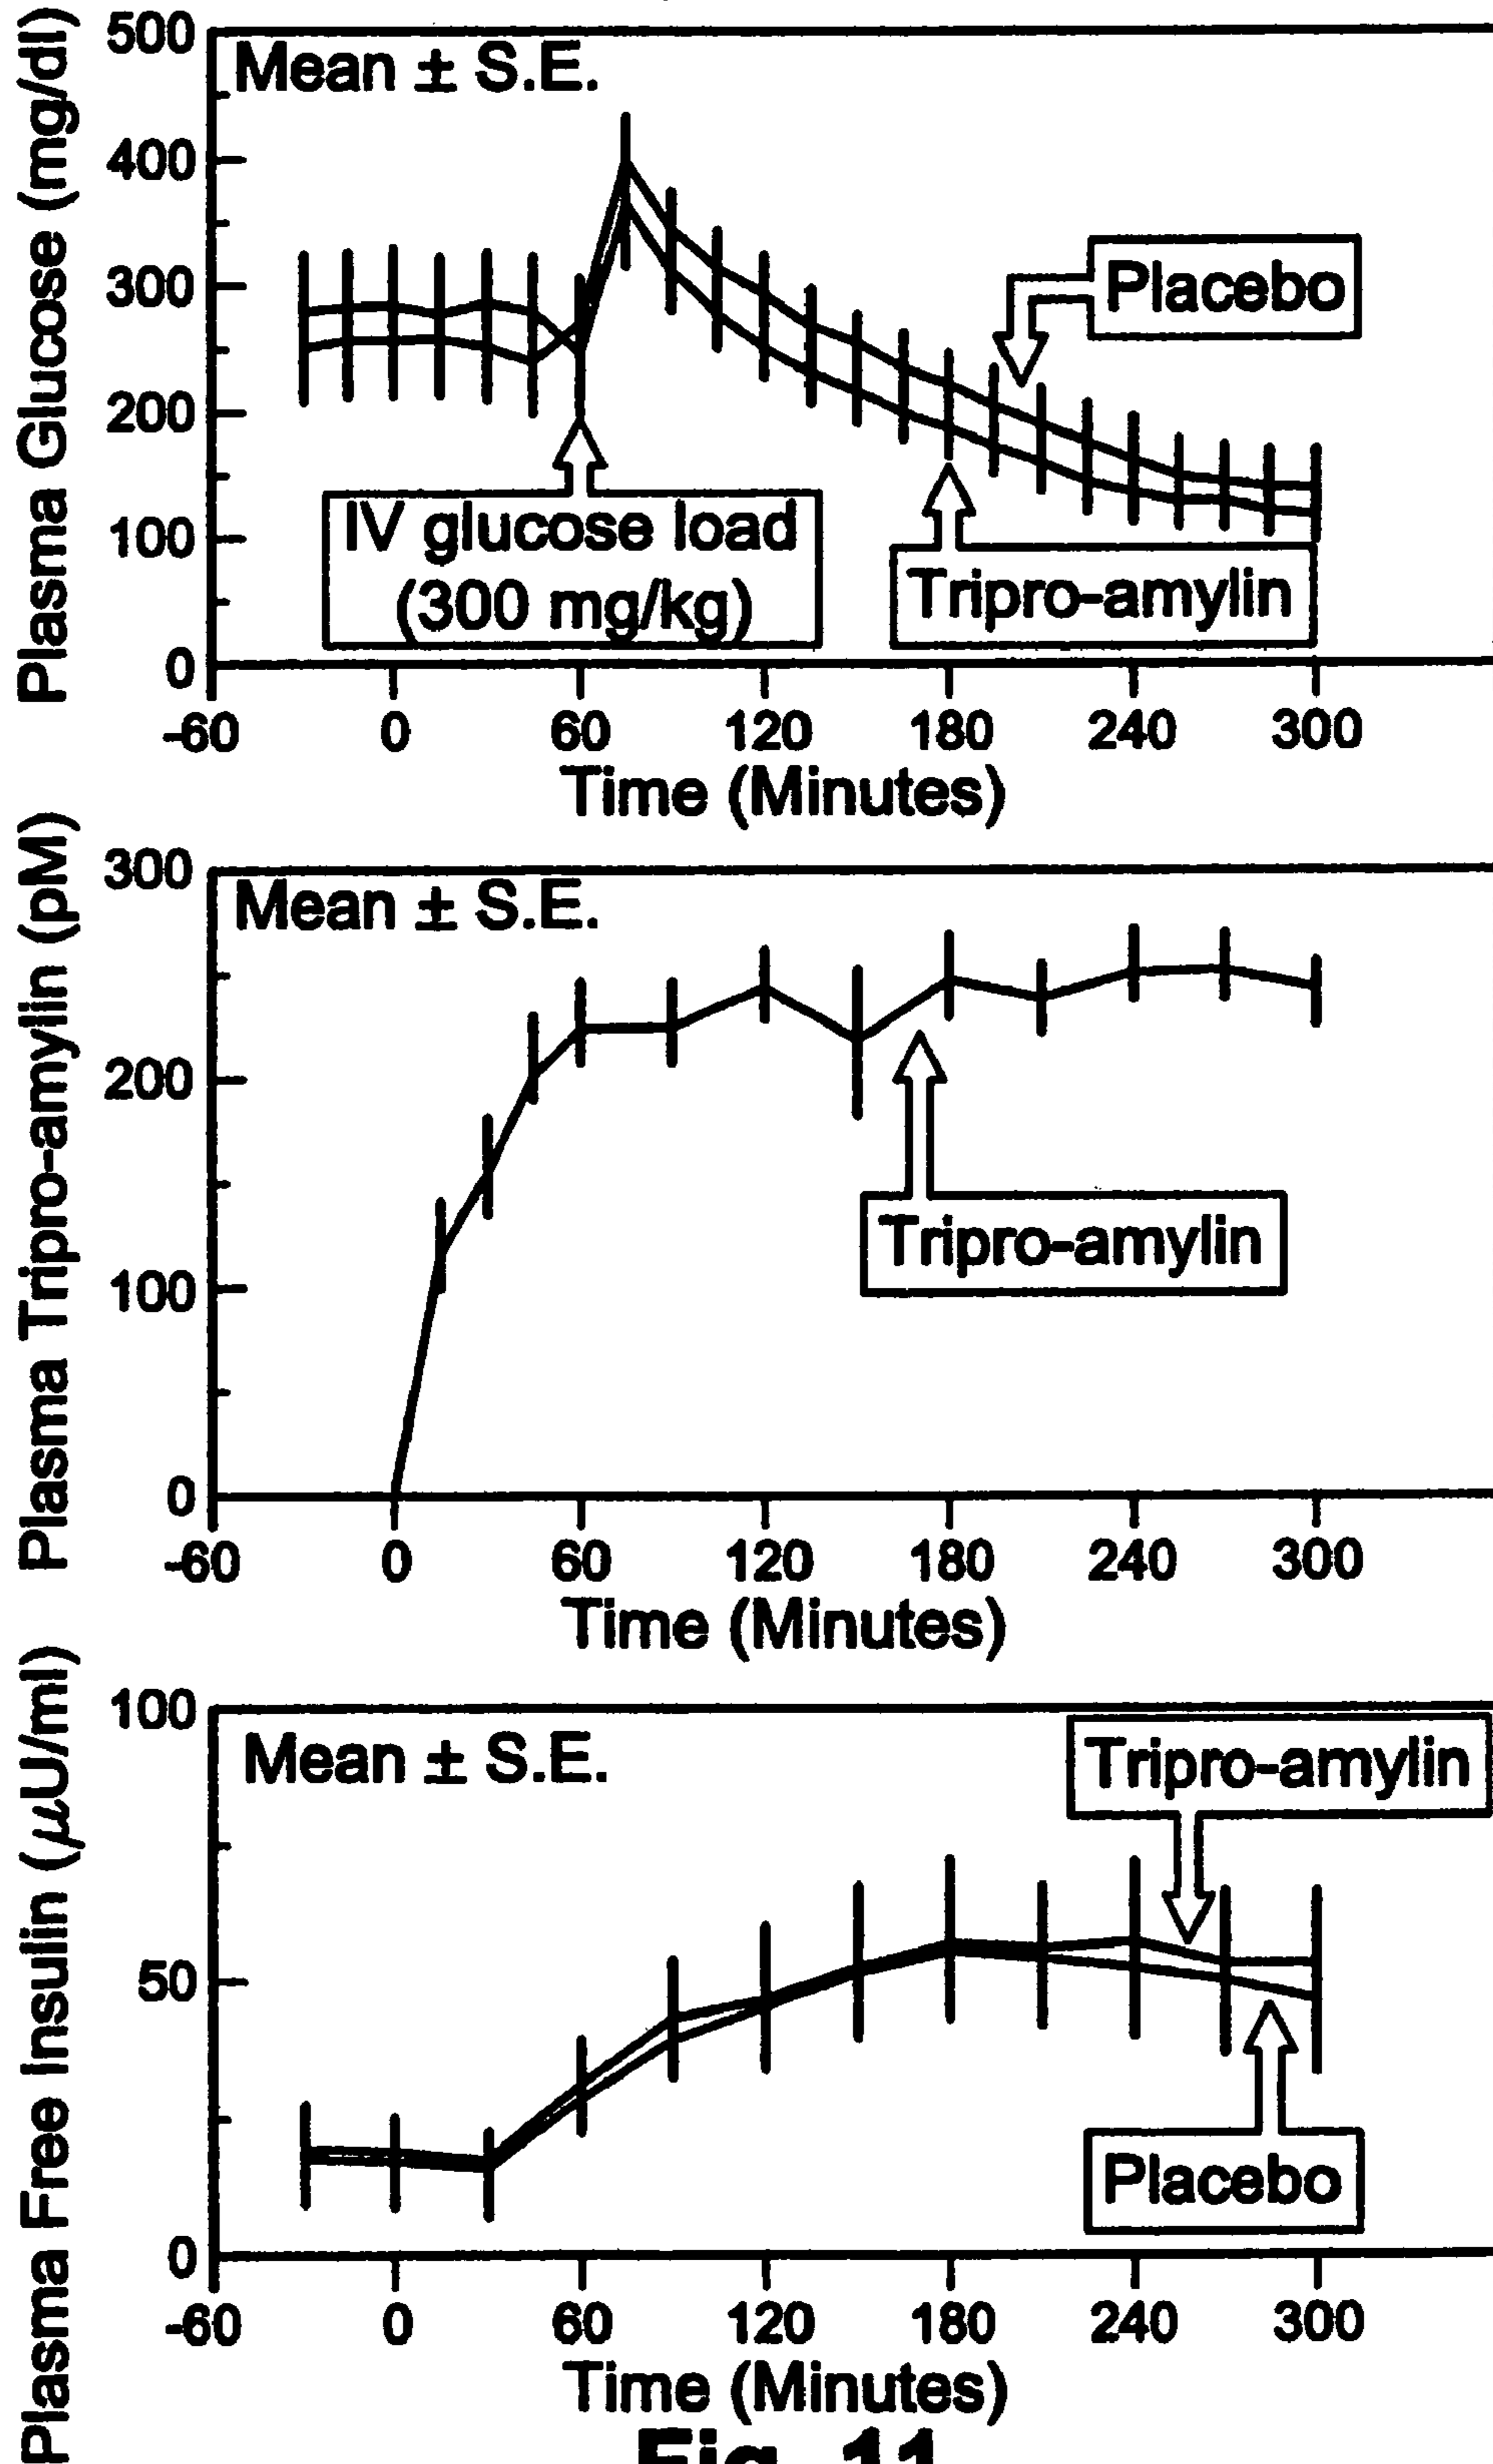 Plasma Glucose (mg/dl)
500
400
300
200
100
0
Mean ± S.E.
Placebo
IV glucose load
(300 mg/kg)
Tripro-amylin
-60 0 60 120 180 240 300
Time (Minutes)
Plasma Tripro-amylin (pM)
300
200
100
0
Mean ± S.E.
Tripro-amylin
-60 0 60 120 180 240 300
Time (Minutes)
Plasma Free Insulin (μU/ml)
100
50
0
Mean ± S.E.
Tripro-amylin
Placebo
-60 0 60 120 180 240 300
Time (Minutes)
Fig. 11